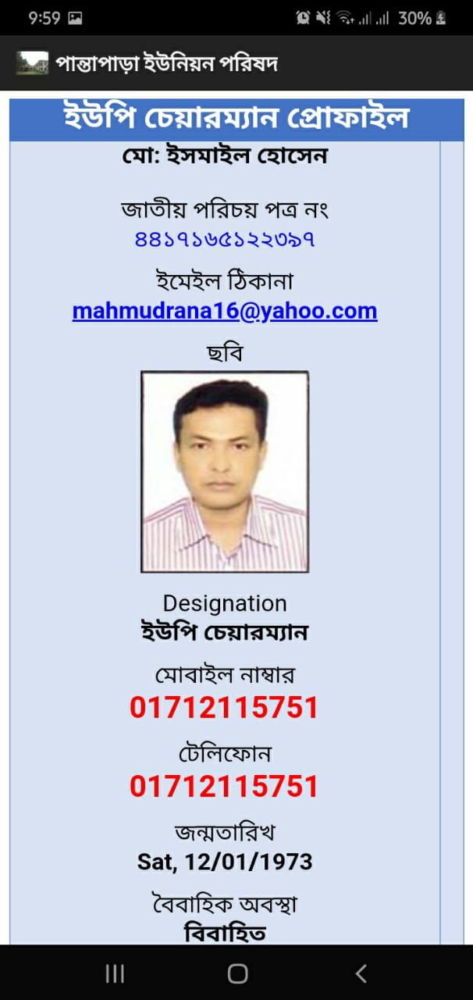 9:59
30%
পান্তাপাড়া ইউনিয়ন পরিষদ
ইউপি চেয়ারম্যান প্রোফাইল
মো: ইসমাইল হোসেন
জাতীয় পরিচয় পত্র নং
৪৪১৭১৬৫১২২৩৯৭
ইমেইল ঠিকানা
mahmudrana16@yahoo.com
ছবি
Designation
ইউপি চেয়ারম্যান
মোবাইল নাম্বার
01712115751
টেলিফোন
01712115751
জন্মতারিখ
Sat, 12/01/1973
বৈবাহিক অবস্থা
বিবাহিত